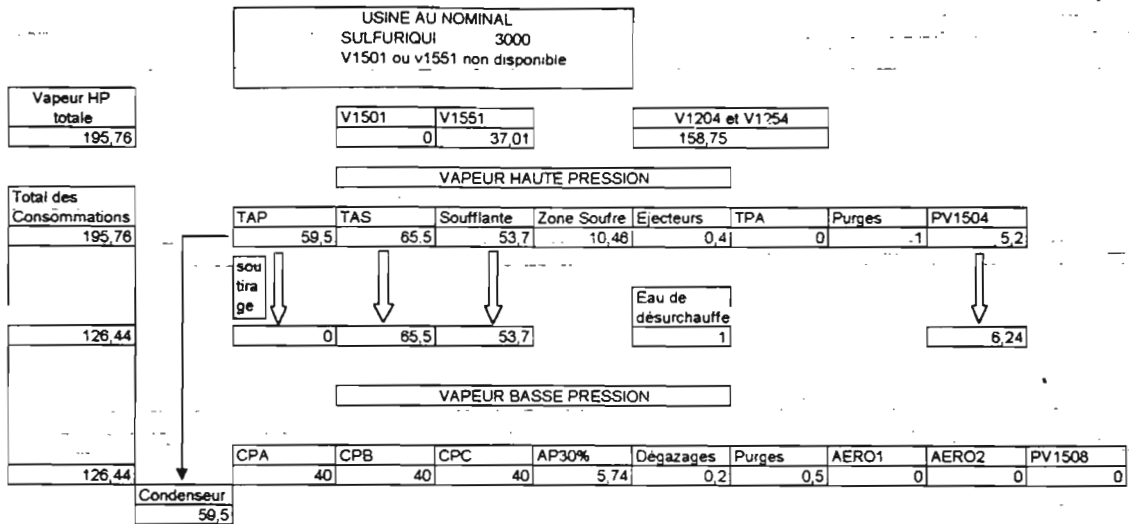 USINE AU NOMINAL
SULFURIQUI 3000
V1501 ou v1551 non disponible
Vapeur HP
totale
195,76
V1501 V1551
0 37,01
V1204 et V1?54
158,75
VAPEUR HAUTE PRESSION
Total des
Consommations
195,76
TAP TAS Soufflante Zone Soufre Ejecteurs TPA Purges PV1504
59,5 65,5 53,7 10,46 0,4 0 1 5,2
sou
tira
ge
Eau de
désurchauffe
126,44
0 65,5 53,7 1 6,24
VAPEUR BASSE PRESSION
CPA CPB CPC AP30% Dégazages Purges AERO1 AERO2 PV1508
126,44 40 40 40 5,74 0,2 0,5 0 0 0
Condenseur
59,5